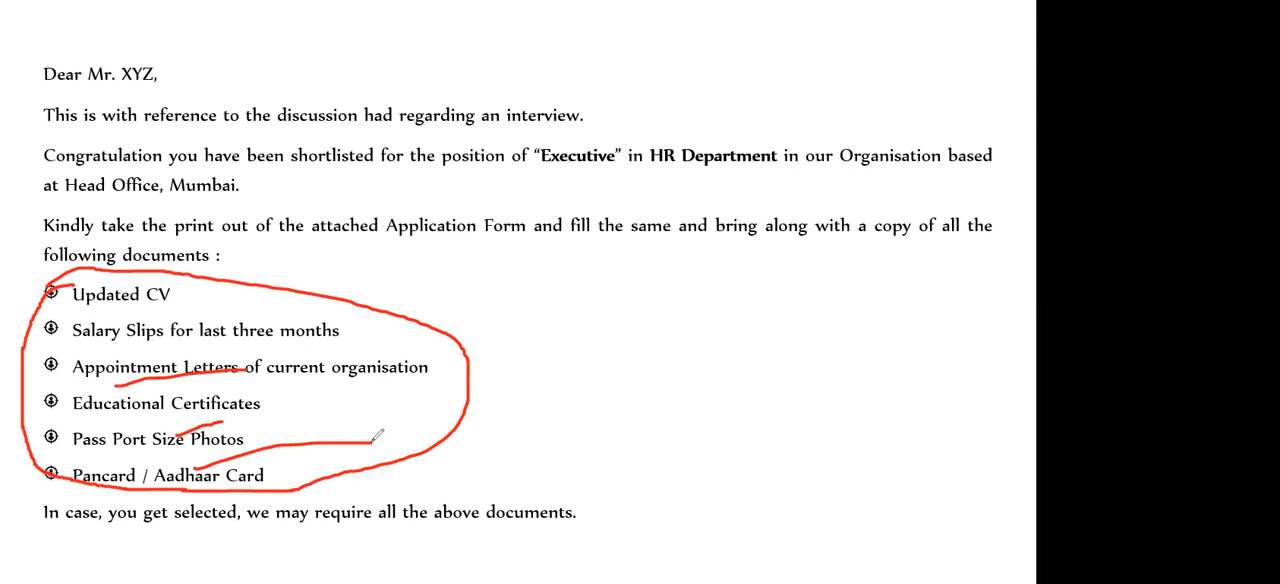 Dear Mr. XYZ,
This is with reference to the discussion had regarding an interview.
Congratulation you have been shortlisted for the position of “Executive” in HR Department in our Organisation based
at Head Office, Mumbai.
Kindly take the print out of the attached Application Form and fill the same and bring along with a copy of all the
following documents :
Updated CV
Salary Slips for last three months
Appointment Letters of current organisation
Educational Certificates
Pass Port Size Photos
Pancard / Aadhaar Card
In case, you get selected, we may require all the above documents.